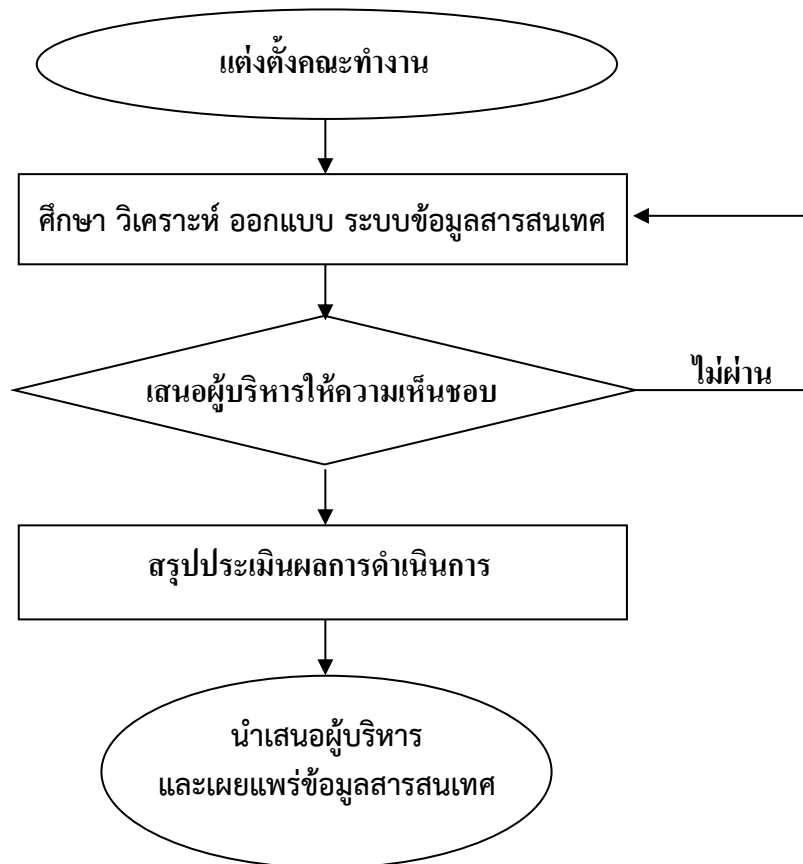 แต่งตั้งคณะทำงาน
ศึกษา วิเคราะห์ ออกแบบ ระบบข้อมูลสารสนเทศ
เสนอผู้บริหารให้ความเห็นชอบ
ไม่ผ่าน
สรุปประเมินผลการดำเนินการ
นำเสนอผู้บริหาร
และเผยแพร่ข้อมูลสารสนเทศ